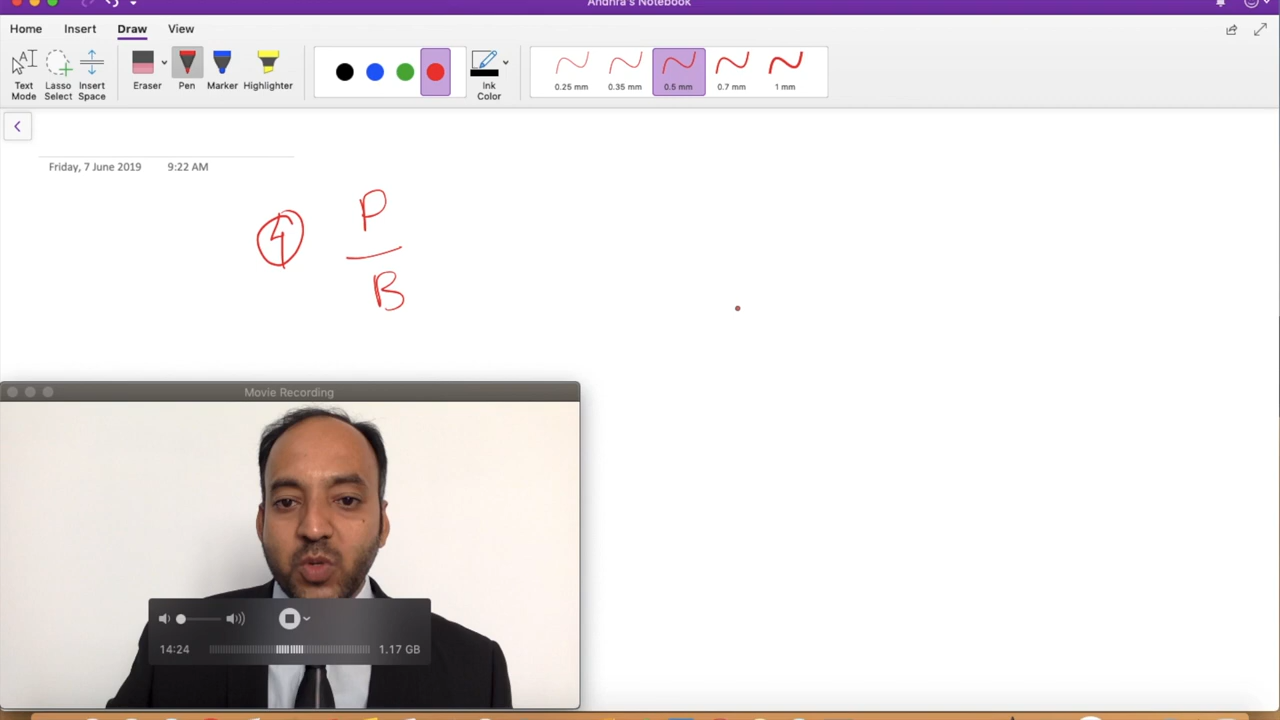 Andhra's Notebook
Home Insert Draw View
Text Mode
Lasso Select
Insert Space
Eraser
Pen
Marker
Highlighter
Ink Color
0.25 mm
0.35 mm
0.5 mm
0.7 mm
1 mm
Friday, 7 June 2019 9:22 AM
4 P
B
Movie Recording
14:24 1.17 GB